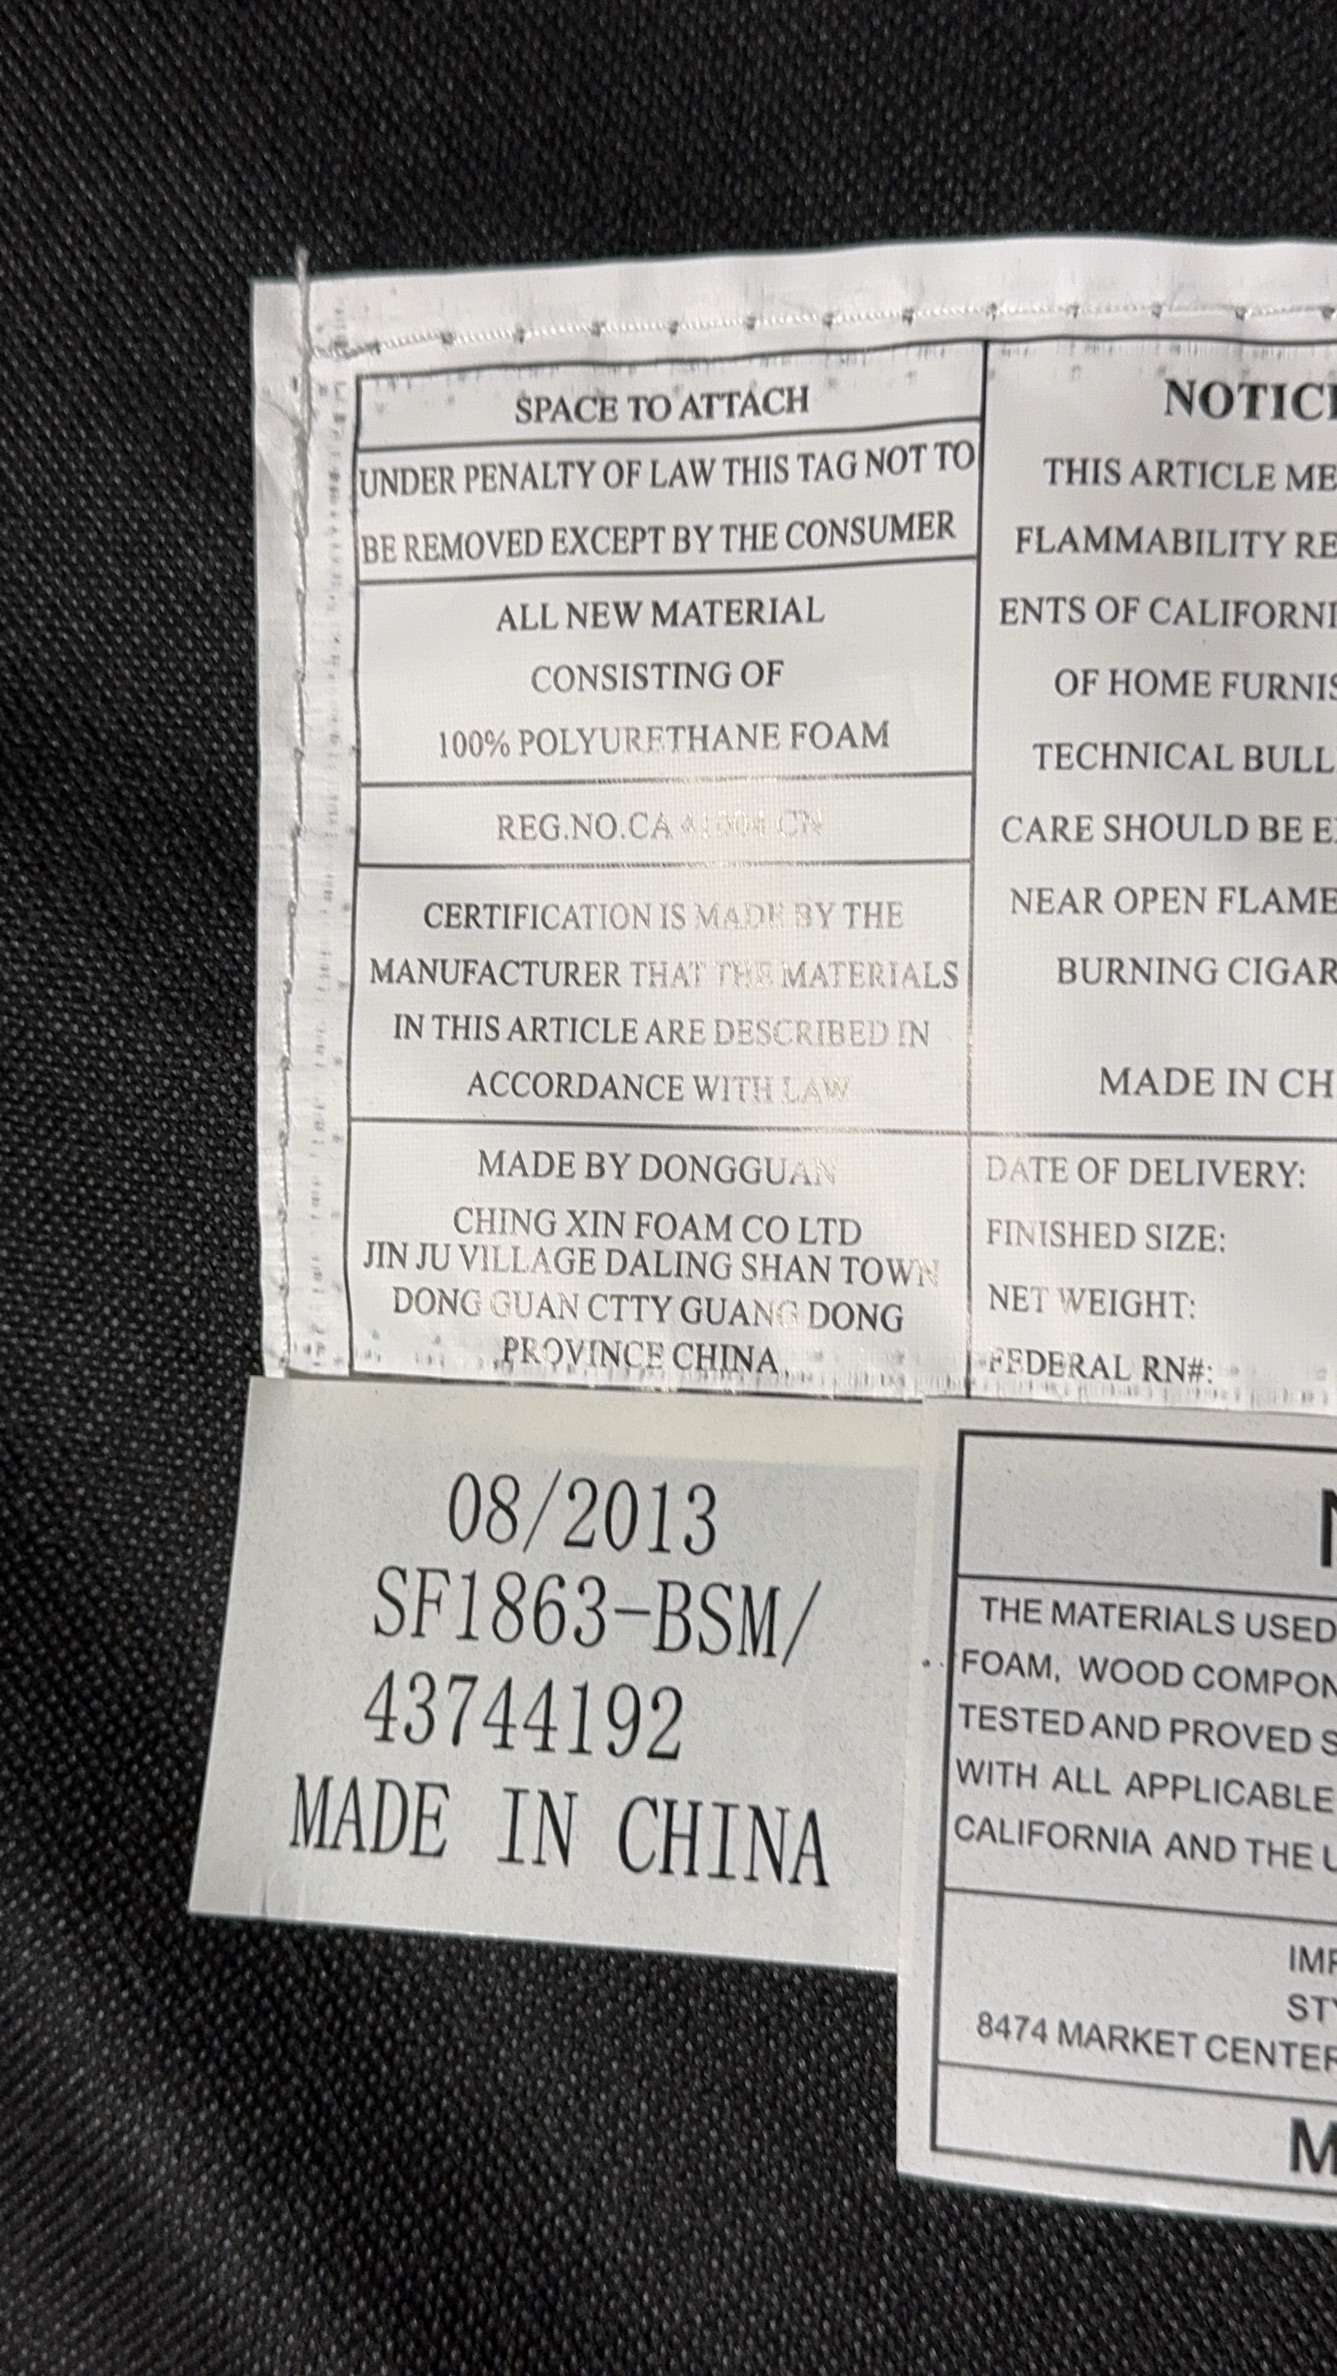 SPACE TO ATTACH
UNDER PENALTY OF LAW THIS TAG NOT TO
BE REMOVED EXCEPT BY THE CONSUMER
ALL NEW MATERIAL
CONSISTING OF
100% POLYURETHANE FOAM
REG.NO.CA CN
CERTIFICATION IS MADE BY THE
MANUFACTURER THAT THE MATERIALS
IN THIS ARTICLE ARE DESCRIBED IN
ACCORDANCE WITH LAW
MADE BY DONGGUAN
CHING XIN FOAM CO LTD
JIN JU VILLAGE DALING SHAN TOWN
DONG GUAN CTTY GUANG DONG
PROVINCE CHINA
NOTIC
THIS ARTICLE ME
FLAMMABILITY RE
ENTS OF CALIFORNI
OF HOME FURNIS
TECHNICAL BULL
CARE SHOULD BE E
NEAR OPEN FLAME
BURNING CIGAR
MADE IN CH
DATE OF DELIVERY:
FINISHED SIZE:
NET WEIGHT:
FEDERAL RN#:
08/2013
SF1863-BSM/
43744192
MADE IN CHINA
THE MATERIALS USED
FOAM, WOOD COMPON
TESTED AND PROVED S
WITH ALL APPLICABLE
CALIFORNIA AND THE U
IMP
STY
8474 MARKET CENTER
M